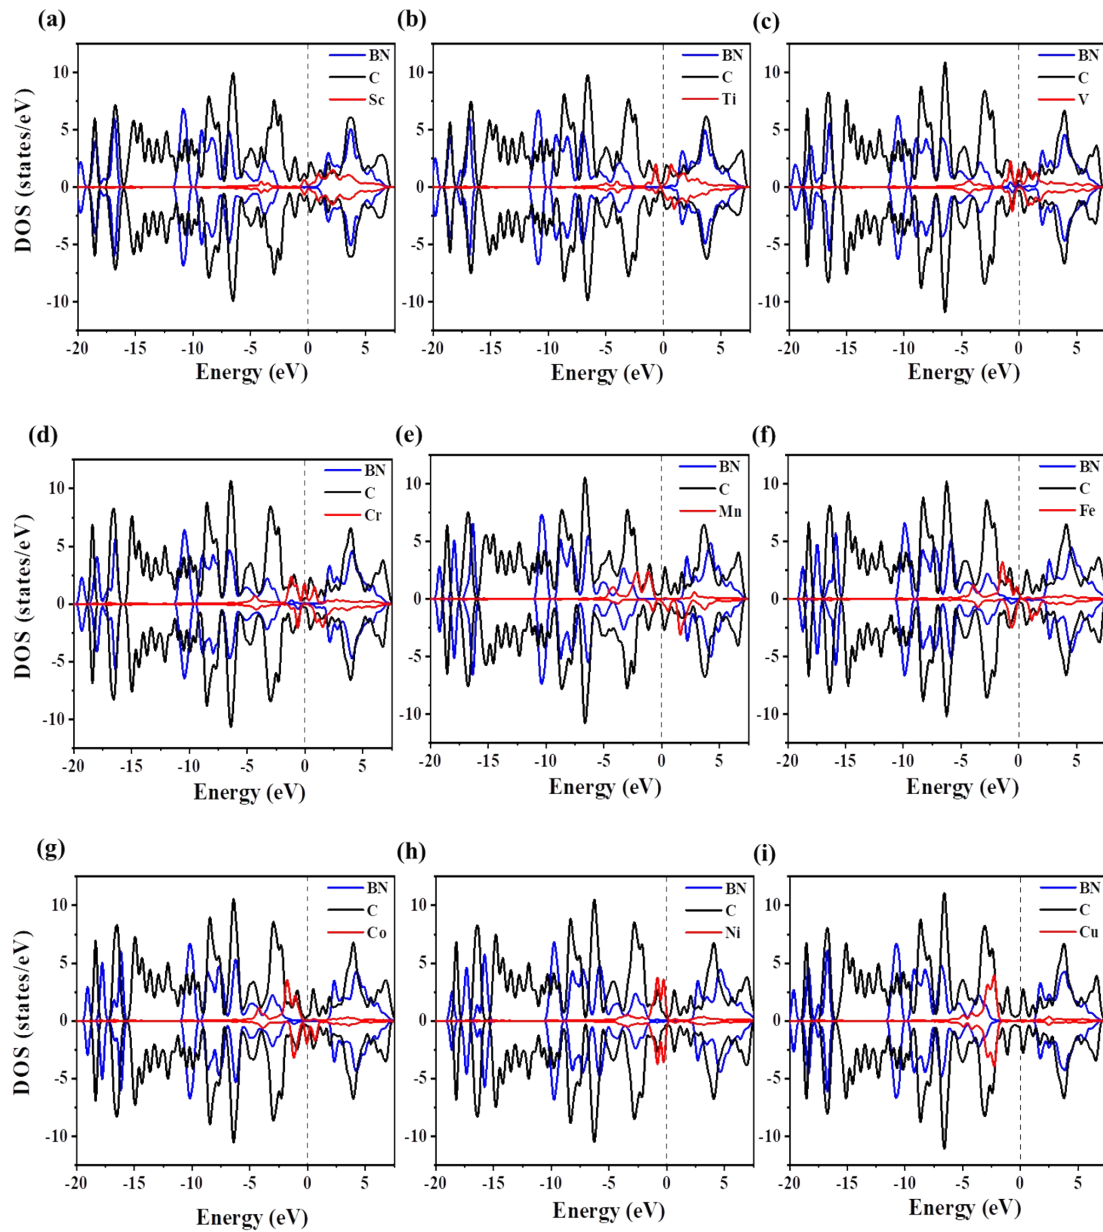 (a) (b) (c)
DOS (states/eV)
10
5
0
-5
-10
BN
C
Sc
-20 -15 -10 -5 0 5
Energy (eV)
10
5
0
-5
-10
BN
C
Ti
-20 -15 -10 -5 0 5
Energy (eV)
10
5
0
-5
-10
BN
C
V
-20 -15 -10 -5 0 5
Energy (eV)
(d) (e) (f)
DOS (states/eV)
10
5
0
-5
-10
BN
C
Cr
-20 -15 -10 -5 0 5
Energy (eV)
10
5
0
-5
-10
BN
C
Mn
-20 -15 -10 -5 0 5
Energy (eV)
10
5
0
-5
-10
BN
C
Fe
-20 -15 -10 -5 0 5
Energy (eV)
(g) (h) (i)
DOS (states/eV)
10
5
0
-5
-10
BN
C
Co
-20 -15 -10 -5 0 5
Energy (eV)
10
5
0
-5
-10
BN
C
Ni
-20 -15 -10 -5 0 5
Energy (eV)
10
5
0
-5
-10
BN
C
Cu
-20 -15 -10 -5 0 5
Energy (eV)